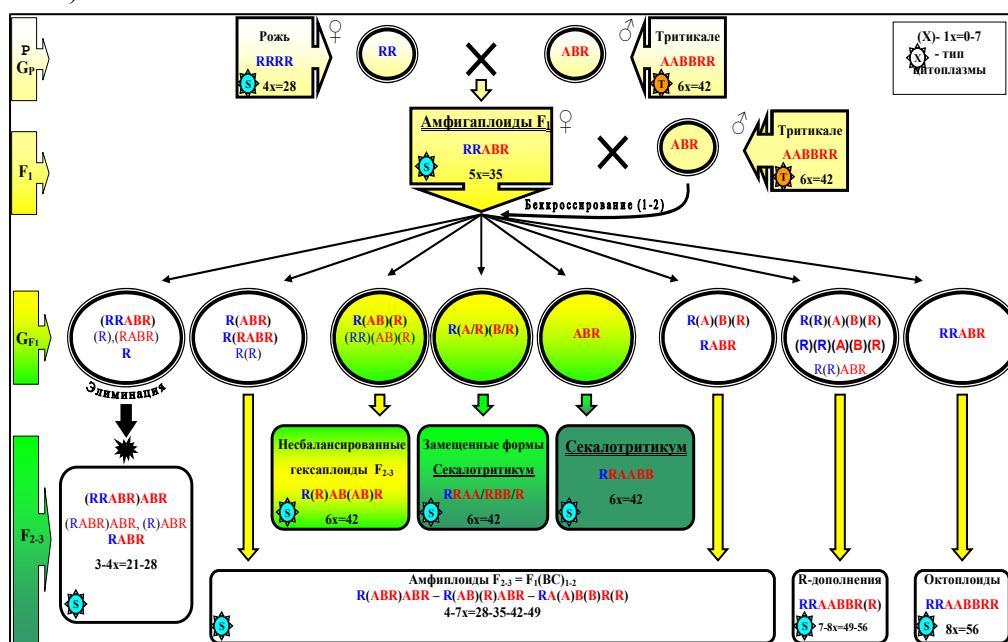 P
G_P
Рожь
RRRR
S
4x=28
♀
RR
ABR
♂
Тритикале
AABBRR
T
6x=42
(X)- 1x=0-7
X - тип
цитоплазмы
F₁
Амфигаплоиды F₁
RRABR
S
5x=35
♀
ABR
♂
Тритикале
AABBRR
T
6x=42
Беккроссирование (1-2)
G_F1
(RRABR)
(R),(RABR)
R
R(ABR)
R(RABR)
R(R)
R(AB)(R)
(RR)(AB)(R)
R(A/R)(B/R)
ABR
R(A)(B)(R)
RABR
R(R)(A)(B)(R)
(R)(R)(A)(B)(R)
R(R)ABR
RRABR
Элиминация
F₂₋₃
(RRABR)ABR
(RABR)ABR, (R)ABR
RABR
3-4x=21-28
S
Несбалансированные
гексаплоиды F₂₋₃
R(R)AB(AB)R
S
6x=42
Замещенные формы
Секалотритикум
RRAA/RBB/R
S
6x=42
Секалотритикум
RRAABB
6x=42
S
Амфиплоиды F₂₋₃ = F₁(BC)₁₋₂
R(ABR)ABR – R(AB)(R)ABR – RA(A)B(B)R(R)
4-7x=28-35-42-49
S
R-дополнения
RRAABBR(R)
S
7-8x=49-56
Октоплоиды
RRAABBRR
S
8x=56